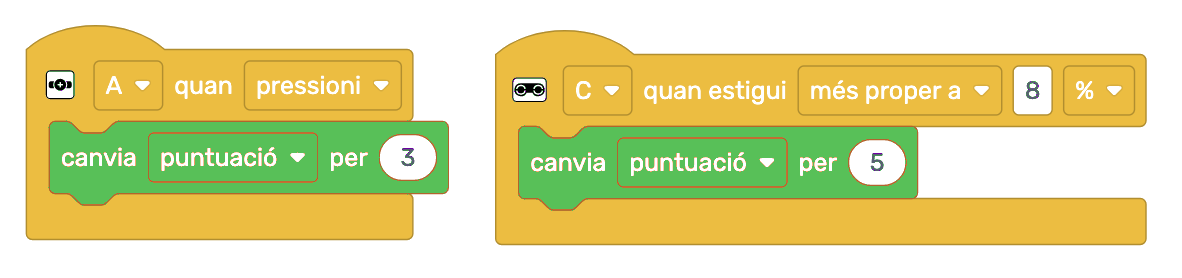 A quan pressioni
canvia puntuació per 3
C quan estigui més proper a 8 %
canvia puntuació per 5